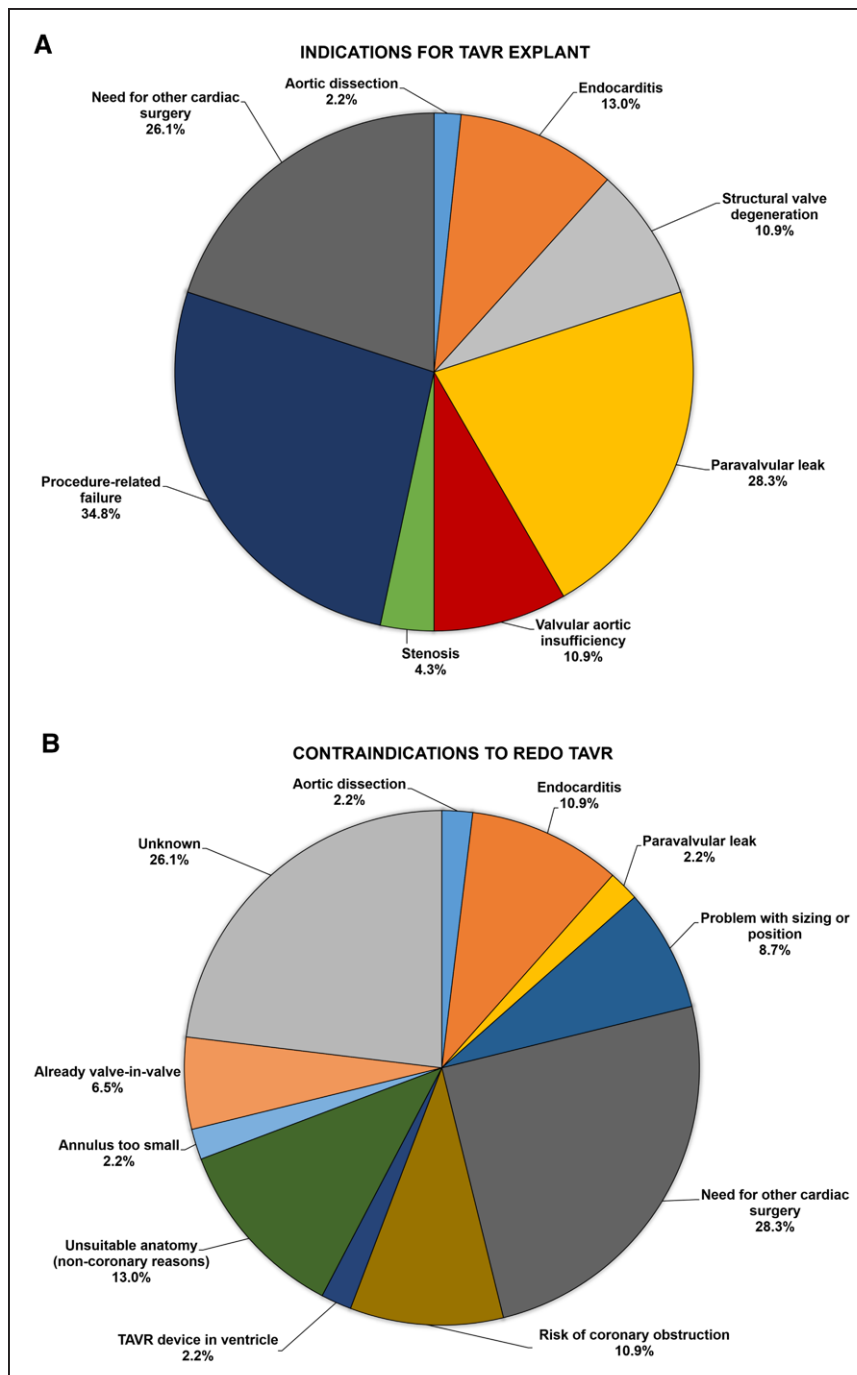 A
INDICATIONS FOR TAVR EXPLANT
Aortic dissection
2.2%
Endocarditis
13.0%
Structural valve
degeneration
10.9%
Paravalvular leak
28.3%
Valvular aortic
insufficiency
10.9%
Stenosis
4.3%
Procedure-related
failure
34.8%
Need for other cardiac
surgery
26.1%
B
CONTRAINDICATIONS TO REDO TAVR
Aortic dissection
2.2%
Endocarditis
10.9%
Paravalvular leak
2.2%
Problem with sizing or
position
8.7%
Need for other cardiac
surgery
28.3%
Risk of coronary obstruction
10.9%
TAVR device in ventricle
2.2%
Unsuitable anatomy
(non-coronary reasons)
13.0%
Annulus too small
2.2%
Already valve-in-valve
6.5%
Unknown
26.1%